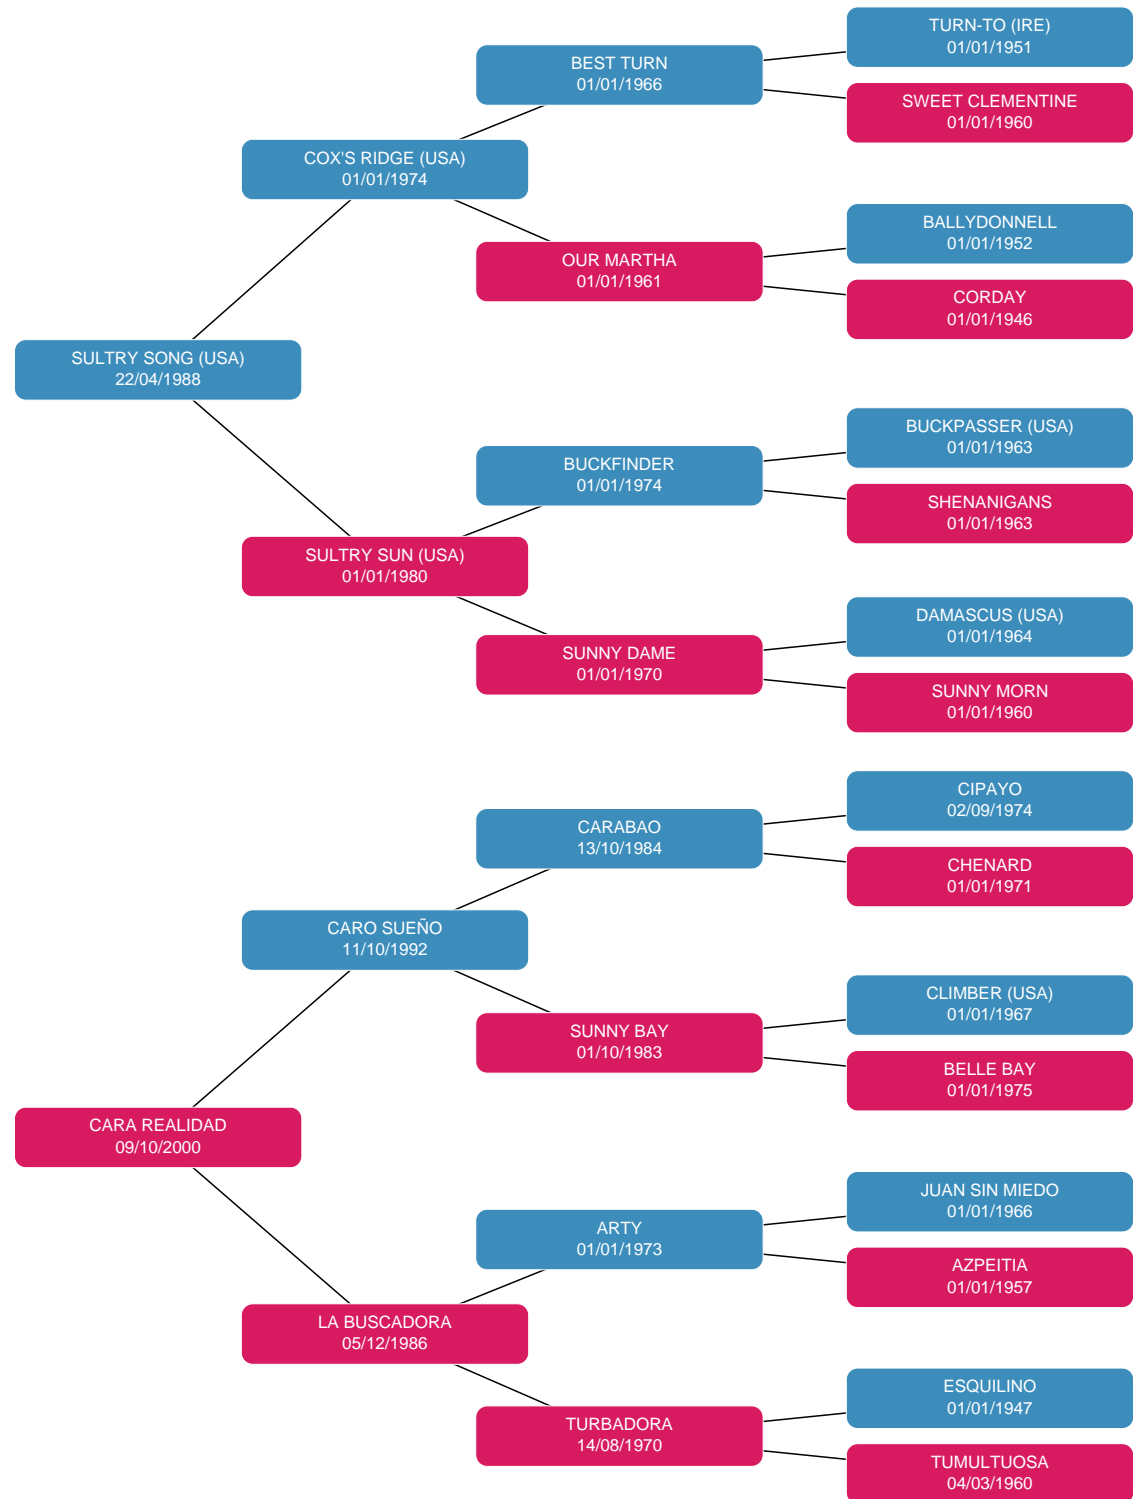 TURN-TO (IRE)
01/01/1951
BEST TURN
01/01/1966
SWEET CLEMENTINE
01/01/1960
COX'S RIDGE (USA)
01/01/1974
BALLYDONNELL
01/01/1952
OUR MARTHA
01/01/1961
CORDAY
01/01/1946
SULTRY SONG (USA)
22/04/1988
BUCKPASSER (USA)
01/01/1963
BUCKFINDER
01/01/1974
SHENANIGANS
01/01/1963
SULTRY SUN (USA)
01/01/1980
DAMASCUS (USA)
01/01/1964
SUNNY DAME
01/01/1970
SUNNY MORN
01/01/1960
CIPAYO
02/09/1974
CARABAO
13/10/1984
CHENARD
01/01/1971
CARO SUEÑO
11/10/1992
CLIMBER (USA)
01/01/1967
SUNNY BAY
01/10/1983
BELLE BAY
01/01/1975
CARA REALIDAD
09/10/2000
JUAN SIN MIEDO
01/01/1966
ARTY
01/01/1973
AZPEITIA
01/01/1957
LA BUSCADORA
05/12/1986
ESQUILINO
01/01/1947
TURBADORA
14/08/1970
TUMULTUOSA
04/03/1960